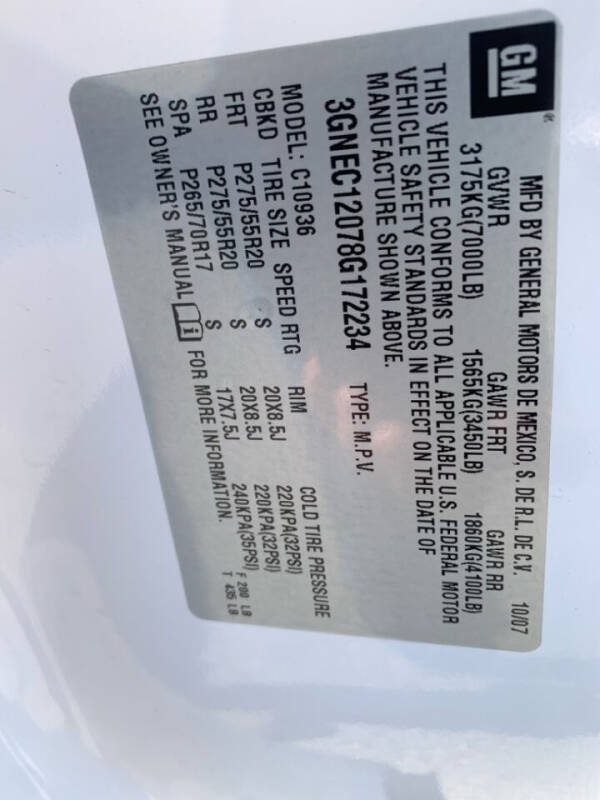 GM
MFD BY GENERAL MOTORS DE MEXICO, S. DE R.L. DE C.V. 10/07
GVWR GAWR FRT GAWR RR
3175KG(7000LB) 1565KG(3450LB) 1860KG(4100LB)
THIS VEHICLE CONFORMS TO ALL APPLICABLE U.S. FEDERAL MOTOR
VEHICLE SAFETY STANDARDS IN EFFECT ON THE DATE OF
MANUFACTURE SHOWN ABOVE.
3GNEC12078G172234 TYPE: M.P.V.
MODEL: C10936 COLD TIRE PRESSURE
CBKD TIRE SIZE SPEED RTG RIM
FRT P275/55R20 S 20X8.5J 220KPA(32PSI)
RR P275/55R20 S 20X8.5J 220KPA(32PSI)
SPA P265/70R17 S 17X7.5J 240KPA(35PSI)
SEE OWNER'S MANUAL i FOR MORE INFORMATION.
F 200 LB
T 435 LB